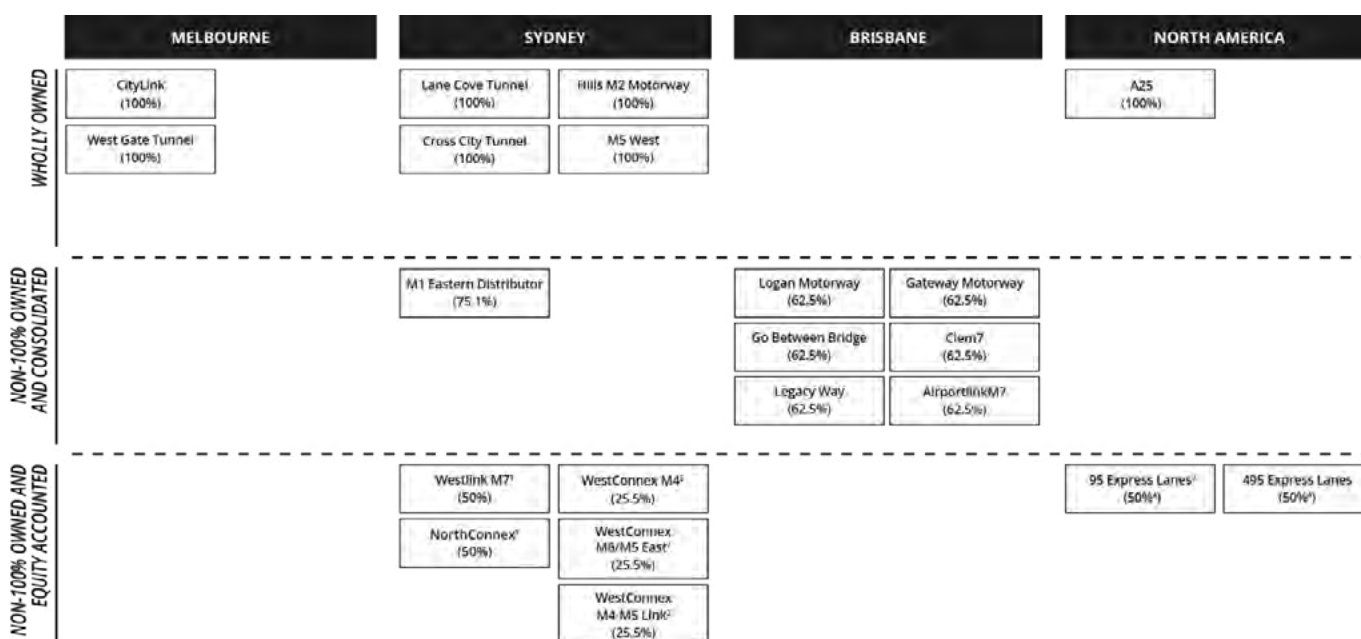 MELBOURNE
SYDNEY
BRISBANE
NORTH AMERICA
WHOLLY OWNED
CityLink
(100%)
West Gate Tunnel
(100%)
Lane Cove Tunnel
(100%)
Hills M2 Motorway
(100%)
Cross City Tunnel
(100%)
M5 West
(100%)
A25
(100%)
NON-100% OWNED
AND CONSOLIDATED
M1 Eastern Distributor
(75.1%)
Logan Motorway
(62.5%)
Gateway Motorway
(62.5%)
Go Between Bridge
(62.5%)
Clem7
(62.5%)
Legacy Way
(62.5%)
AirportlinkM7
(62.5%)
NON-100% OWNED AND
EQUITY ACCOUNTED
Westlink M7
(50%)
WestConnex M4
(25.5%)
NorthConnex
(50%)
WestConnex
M8/M5 East
(25.5%)
WestConnex
M4-M5 Link
(25.5%)
95 Express Lanes
(50%)
495 Express Lanes
(50%)